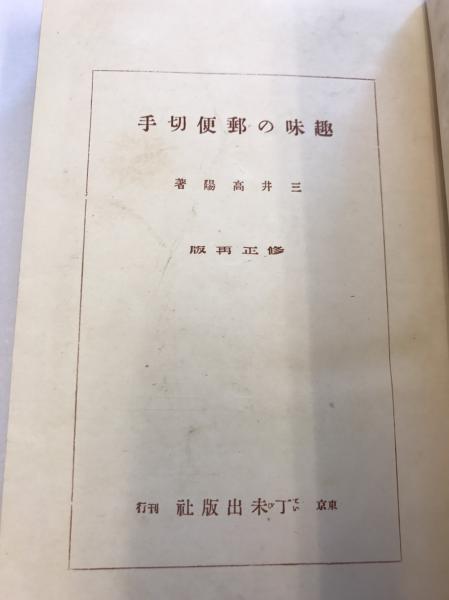 趣味の郵便切手
三井高陽著
修正再版
東京 丁未出版社 刊行